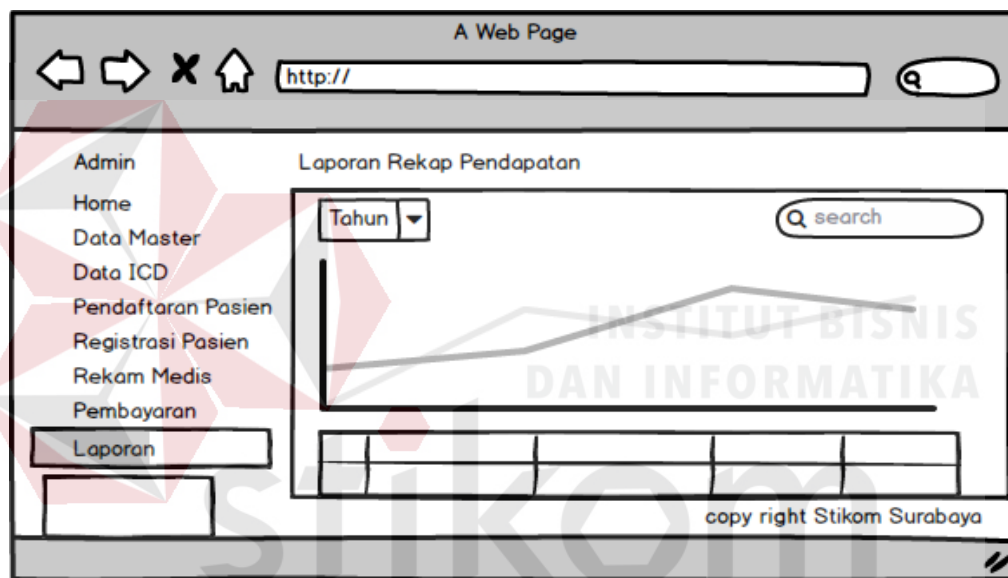 A Web Page
http://
Admin
Laporan Rekap Pendapatan
Home
Data Master
Data ICD
Pendaftaran Pasien
Registrasi Pasien
Rekam Medis
Pembayaran
Laporan
Tahun
search
INSTITUT BISNIS
DAN INFORMATIKA
stikom
copy right Stikom Surabaya